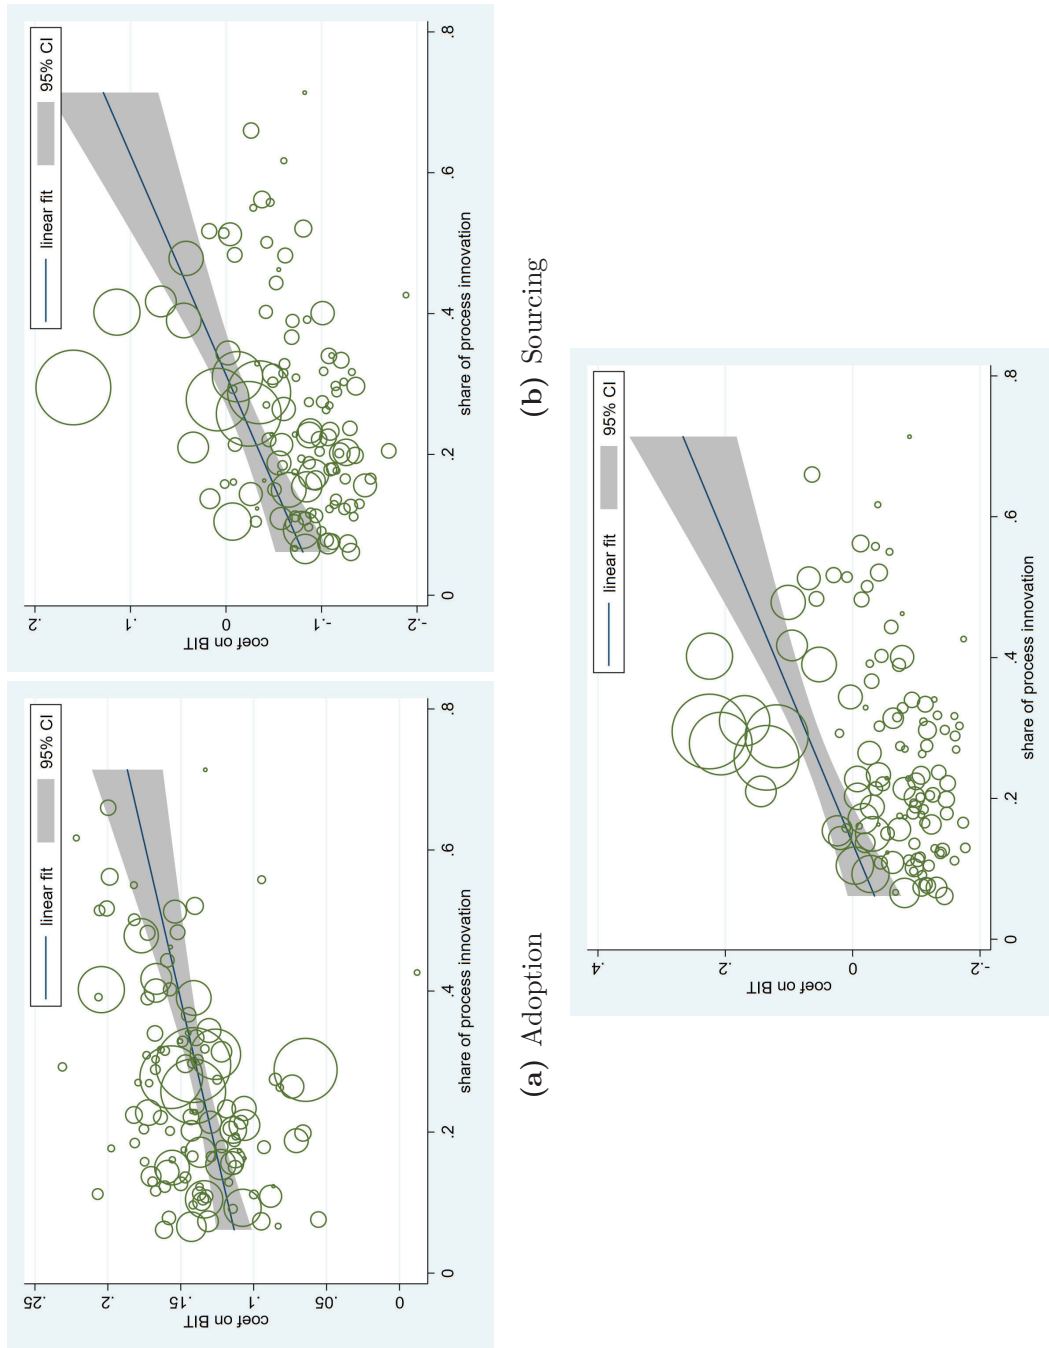 .25
.2
.15
.1
.05
0
coef on BIT
0
.2
.4
.6
.8
share of process innovation
linear fit
95% CI
(a) Adoption
.2
.1
0
-.1
-.2
coef on BIT
0
.2
.4
.6
.8
share of process innovation
linear fit
95% CI
(b) Sourcing
.4
.2
0
-.2
coef on BIT
0
.2
.4
.6
.8
share of process innovation
linear fit
95% CI